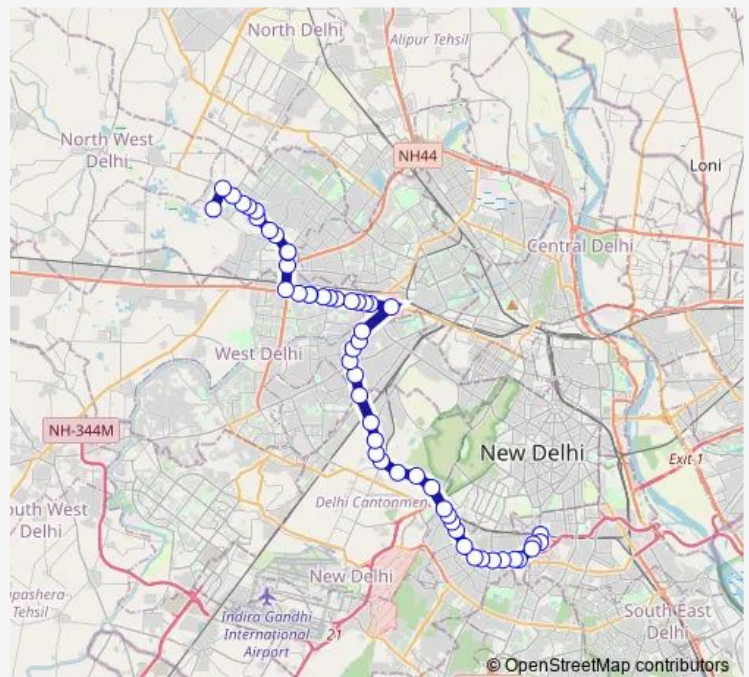 North Delhi
Alipur Tehsil
North West
Delhi
NH44
Loni
Central Delhi
West Delhi
NH-344M
New Delhi
Exit 1
outh West
Delhi
Delhi Cantonmen
New Delhi
apashera
Tehsil
Indira Gandhi
International
Airport
21
South East
Delhi
© OpenStreetMap contributors